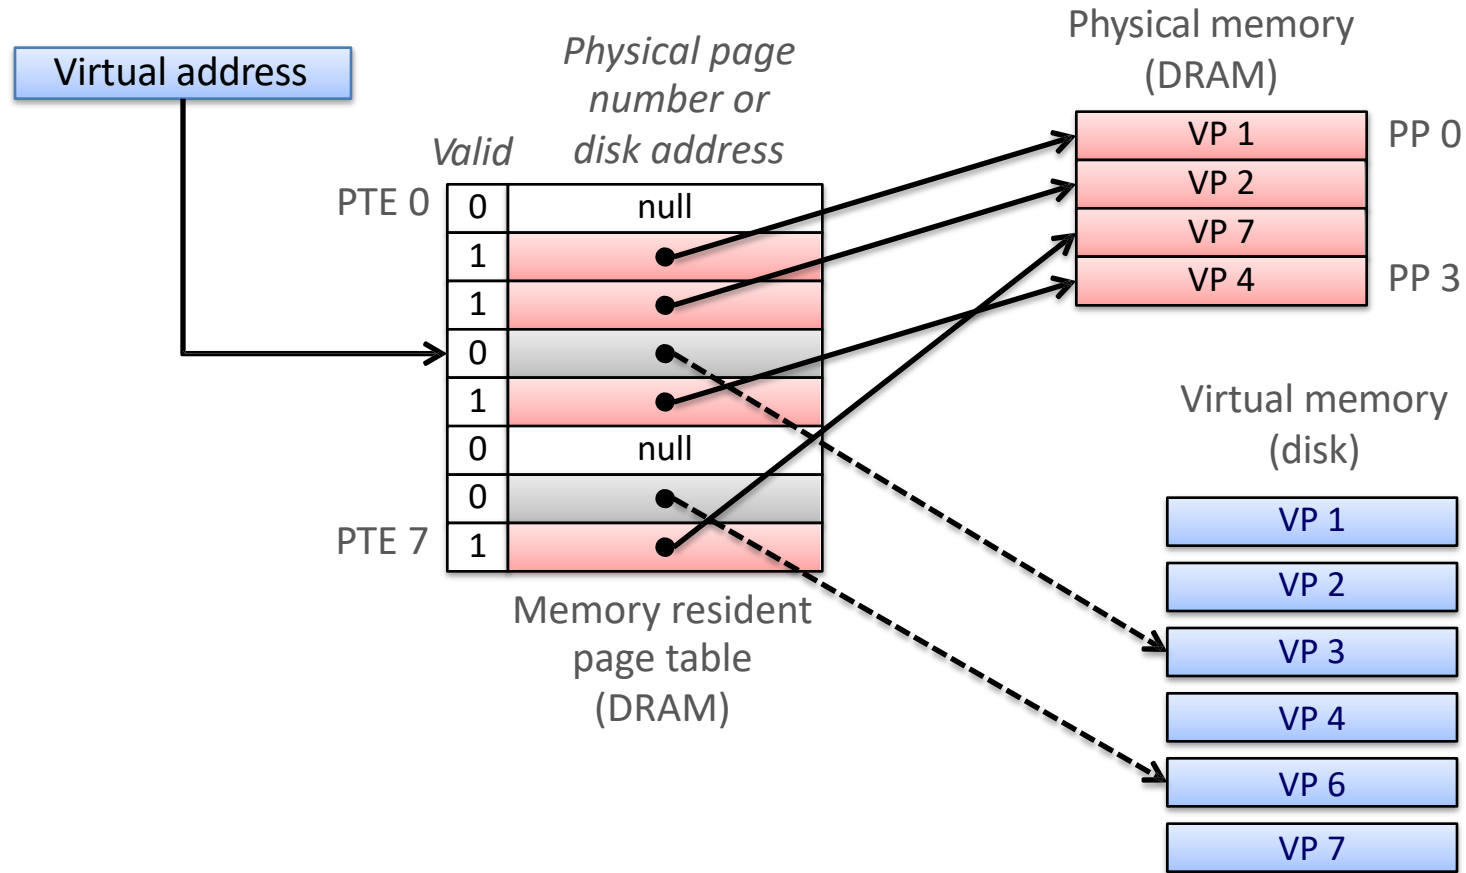 Virtual address
Physical page
number or
disk address
Valid
PTE 0
0 null
1
1
0
1
0 null
0
PTE 7 1
Memory resident
page table
(DRAM)
Physical memory
(DRAM)
VP 1 PP 0
VP 2
VP 7
VP 4 PP 3
Virtual memory
(disk)
VP 1
VP 2
VP 3
VP 4
VP 6
VP 7